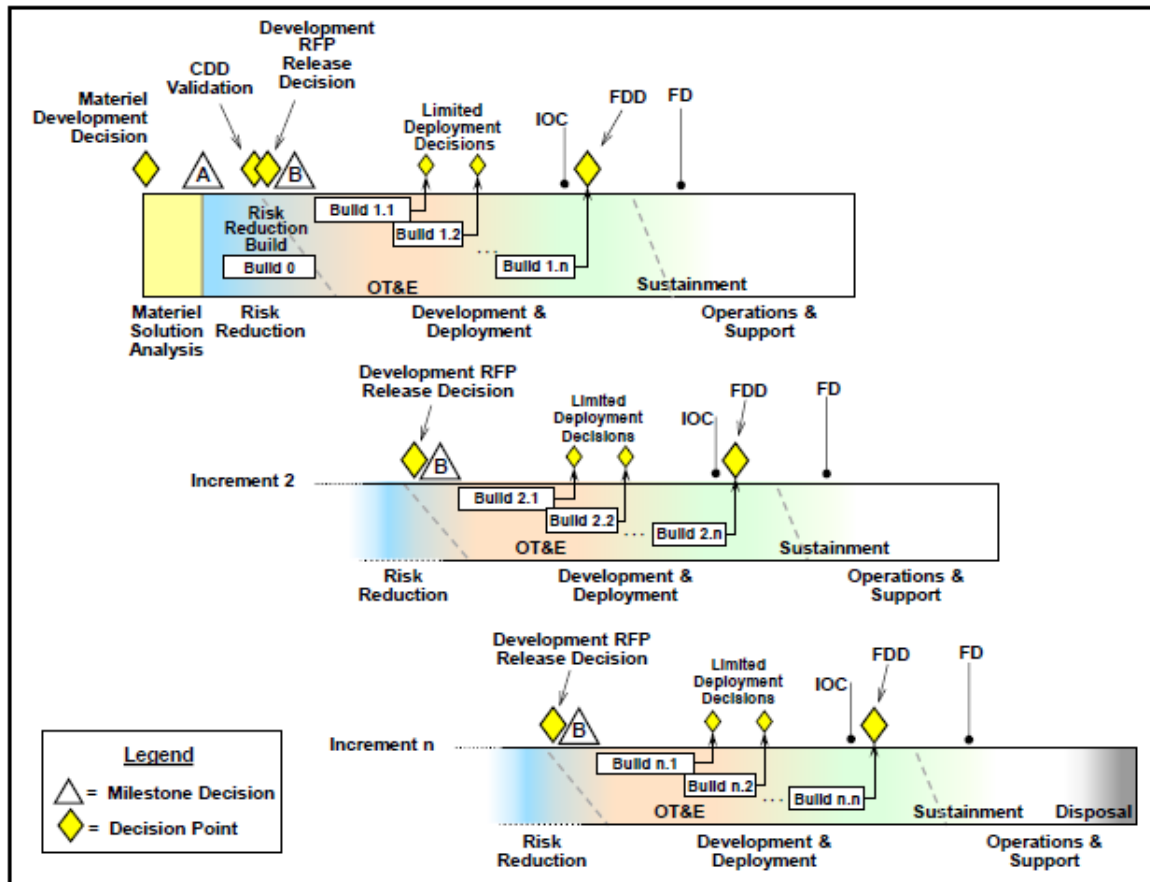 Development
RFP
Release
Decision
CDD
Validation
Materiel
Development
Decision
Limited
Deployment
Decisions
IOC
FDD
FD
A
B
Risk
Reduction
Build
Build 0
Build 1.1
Build 1.2
...
Build 1.n
OT&E
Sustainment
Materiel
Solution
Analysis
Risk
Reduction
Development &
Deployment
Operations &
Support
Development RFP
Release Decision
Limited
Deployment
Decisions
IOC
FDD
FD
B
Increment 2
Build 2.1
Build 2.2
...
Build 2.n
OT&E
Sustainment
Risk
Reduction
Development &
Deployment
Operations &
Support
Development RFP
Release Decision
Limited
Deployment
Decisions
IOC
FDD
FD
B
Increment n
Build n.1
Build n.2
...
Build n.n
OT&E
Sustainment
Disposal
Risk
Reduction
Development &
Deployment
Operations &
Support
Legend
= Milestone Decision
= Decision Point